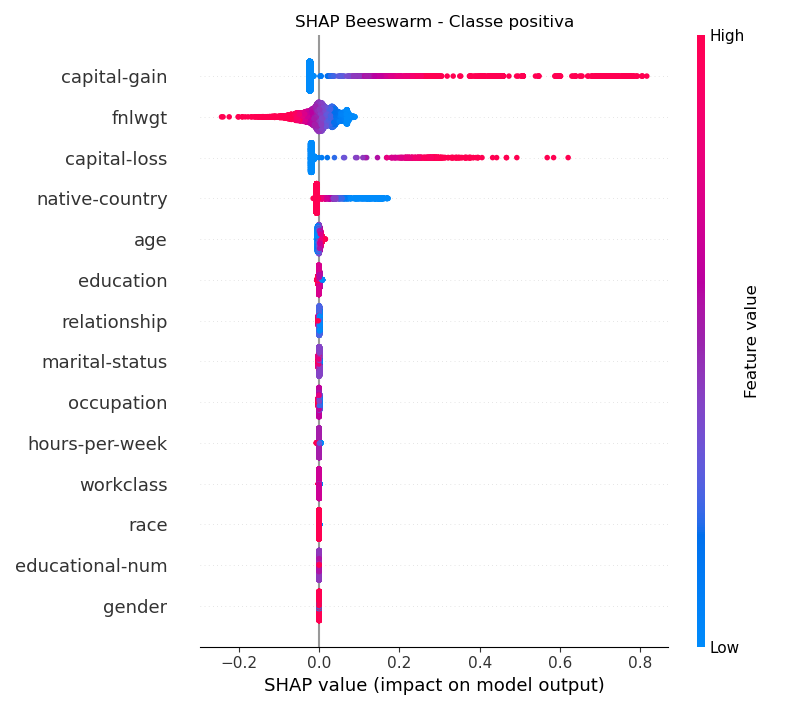 SHAP Beeswarm - Classe positiva
High
capital-gain
fnlwgt
capital-loss
native-country
age
education
relationship
marital-status
occupation
hours-per-week
workclass
race
educational-num
gender
Feature value
Low
−0.2 0.0 0.2 0.4 0.6 0.8
SHAP value (impact on model output)